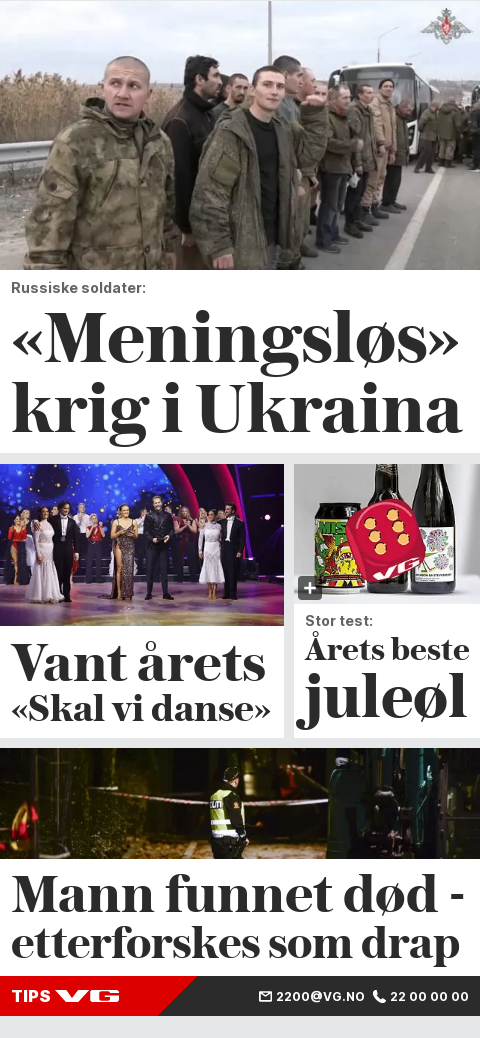 Russiske soldater:
«Meningsløs»
krig i Ukraina
Vant årets
«Skal vi danse»
VG
+
Stor test:
Årets beste
juleøl
Mann funnet død -
etterforskes som drap
TIPS VG
2200@VG.NO
22 00 00 00